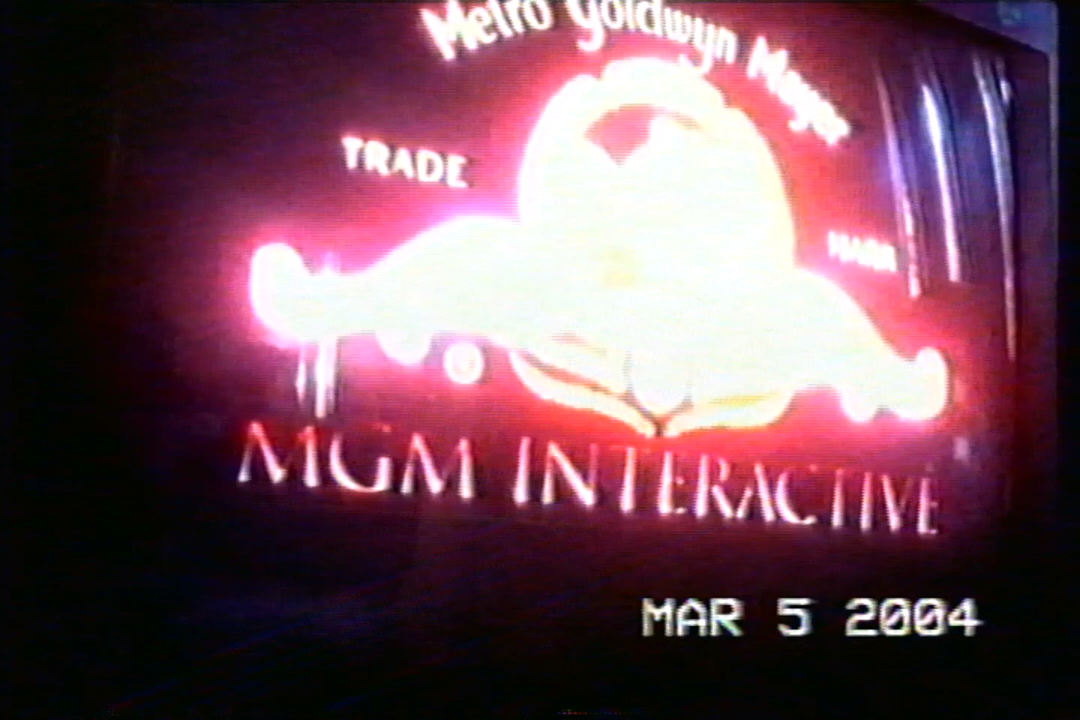 Metro Goldwyn Mayer
TRADE
MARK
MGM INTERACTIVE
MAR 5 2004